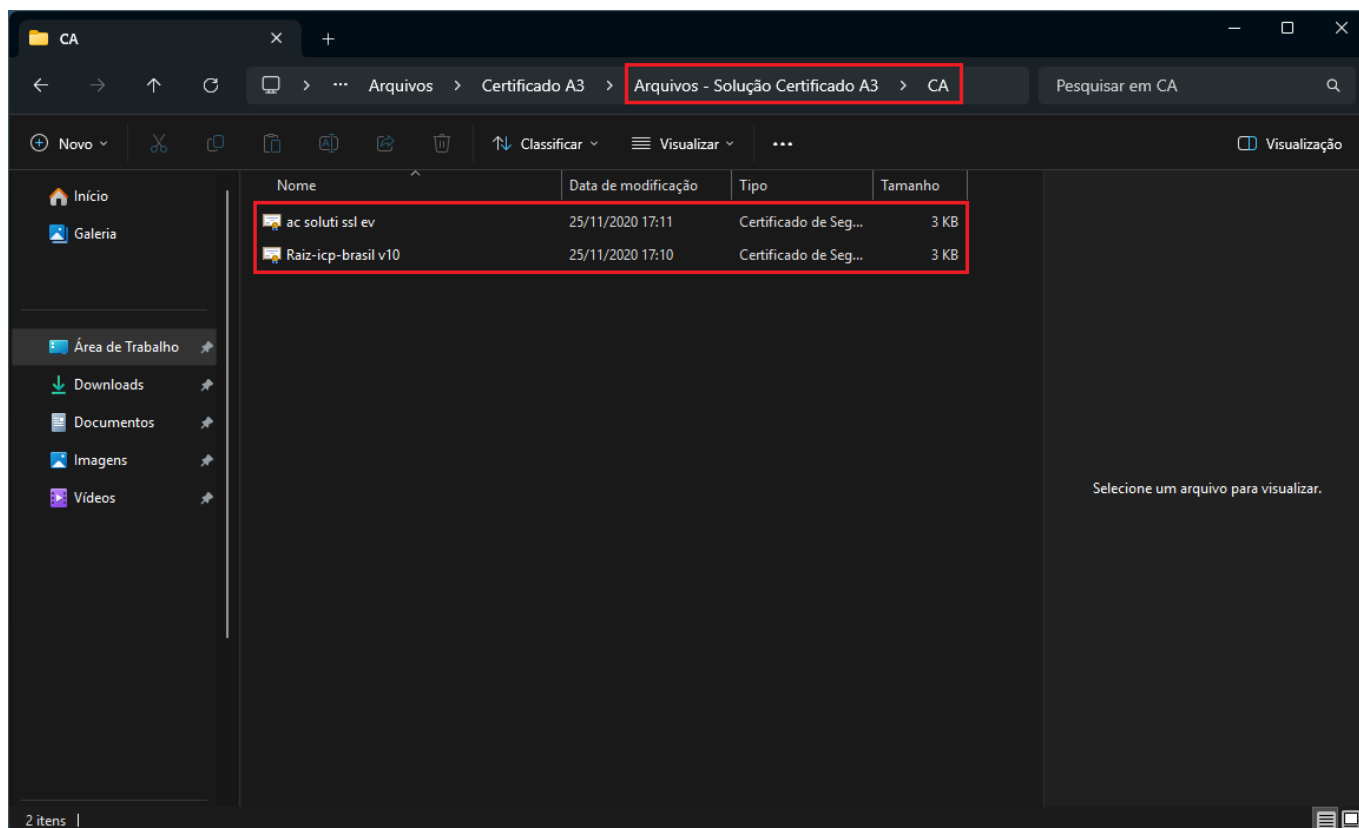 CA
··· Arquivos > Certificado A3 > Arquivos - Solução Certificado A3 > CA
Pesquisar em CA
Novo
Classificar
Visualizar
Visualização
Início
Galeria
Área de Trabalho
Downloads
Documentos
Imagens
Vídeos
Nome Data de modificação Tipo Tamanho
ac soluti ssl ev 25/11/2020 17:11 Certificado de Seg... 3 KB
Raiz-icp-brasil v10 25/11/2020 17:10 Certificado de Seg... 3 KB
Selecione um arquivo para visualizar.
2 itens